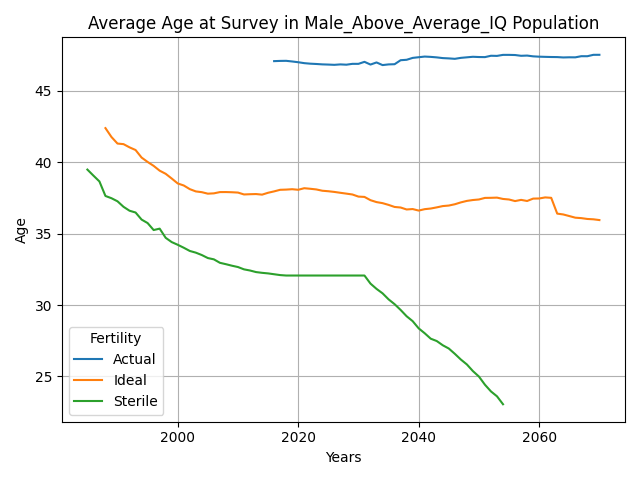 Average Age at Survey in Male_Above_Average_IQ Population
Age
45
40
35
30
25
Fertility
Actual
Ideal
Sterile
2000
2020
2040
2060
Years